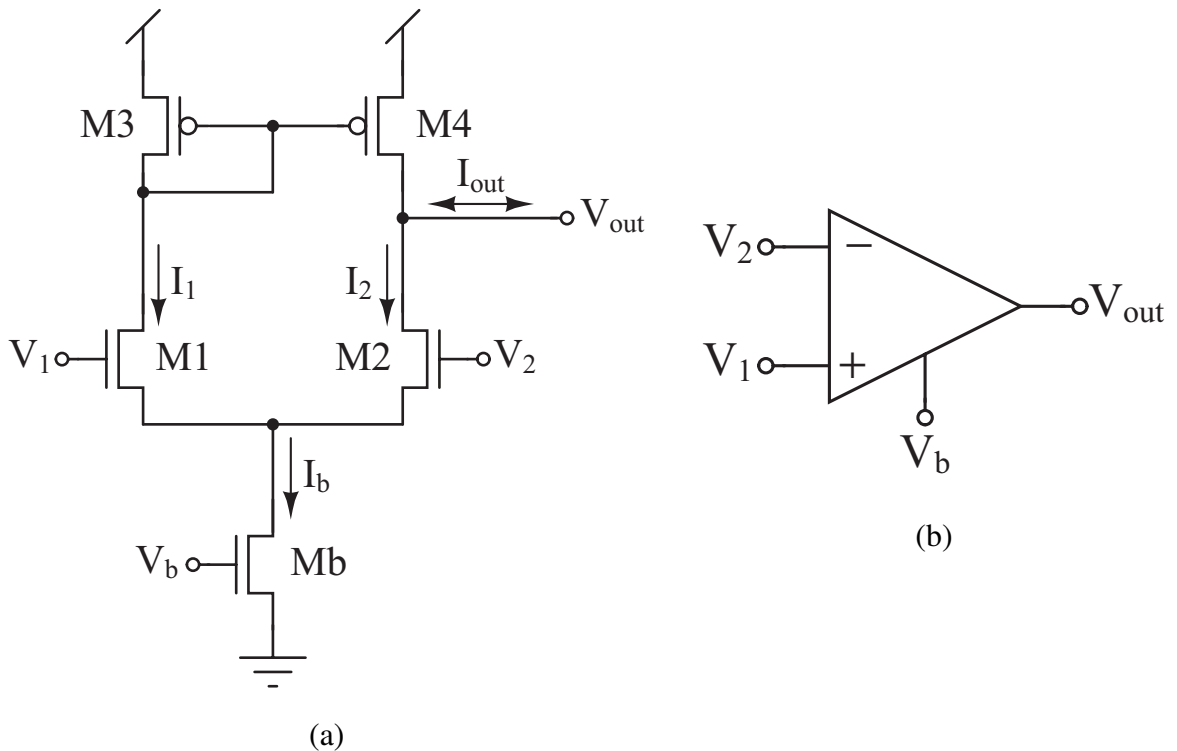 M3
M4
I_out
V_out
I_1
I_2
V_1
M1
M2
V_2
I_b
V_b
Mb
(a)
V_2
−
V_1
+
V_out
V_b
(b)